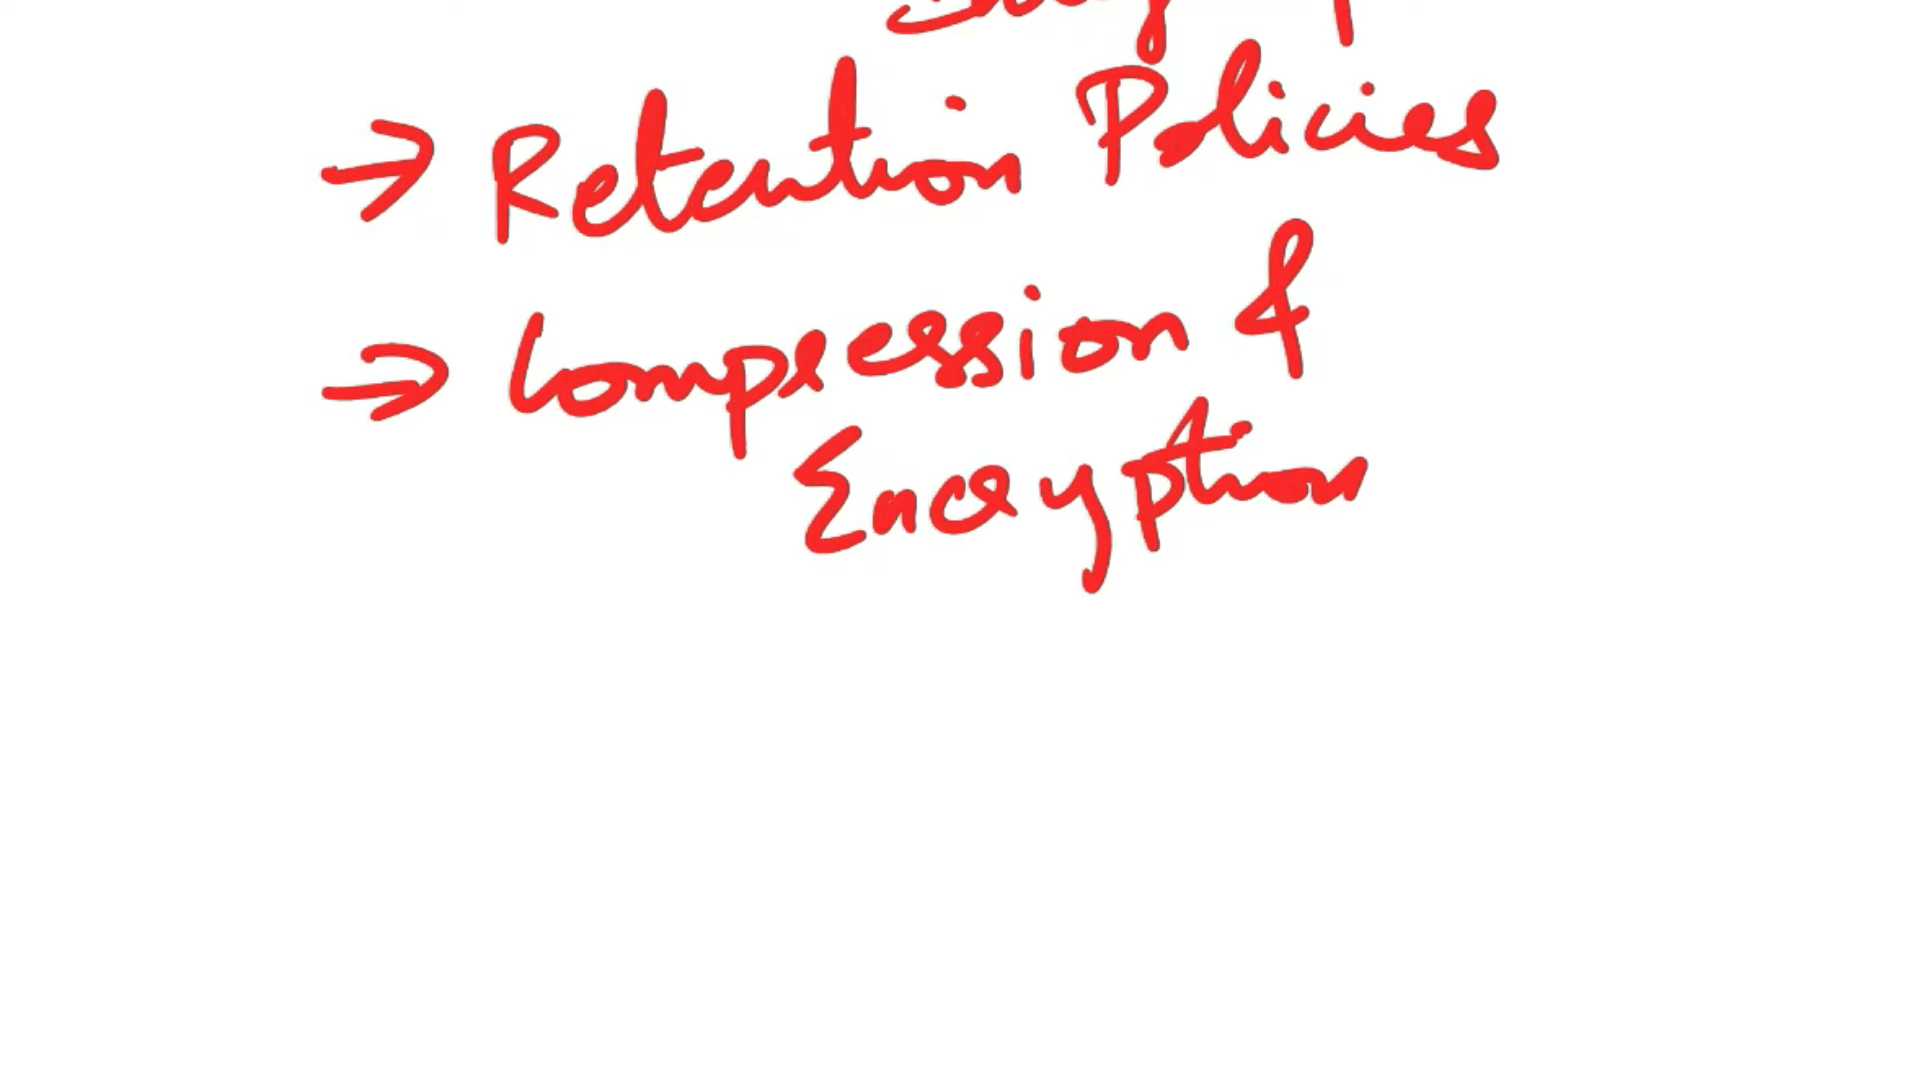 → Retention Policies
→ Compression &
Encryption